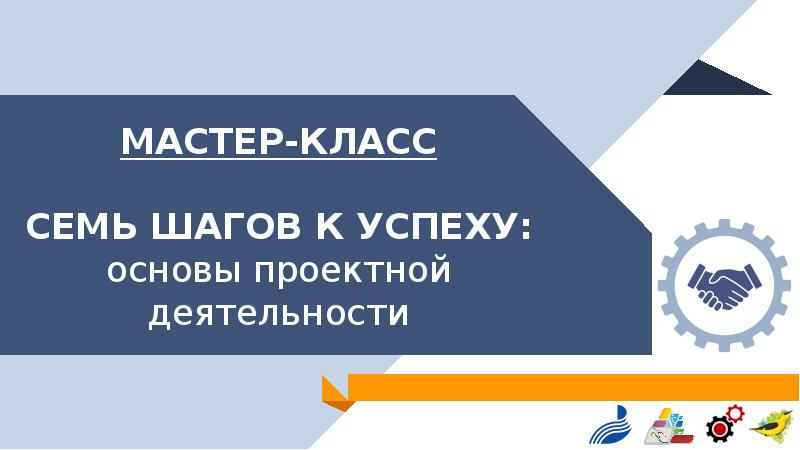 МАСТЕР-КЛАСС
СЕМЬ ШАГОВ К УСПЕХУ:
основы проектной
деятельности